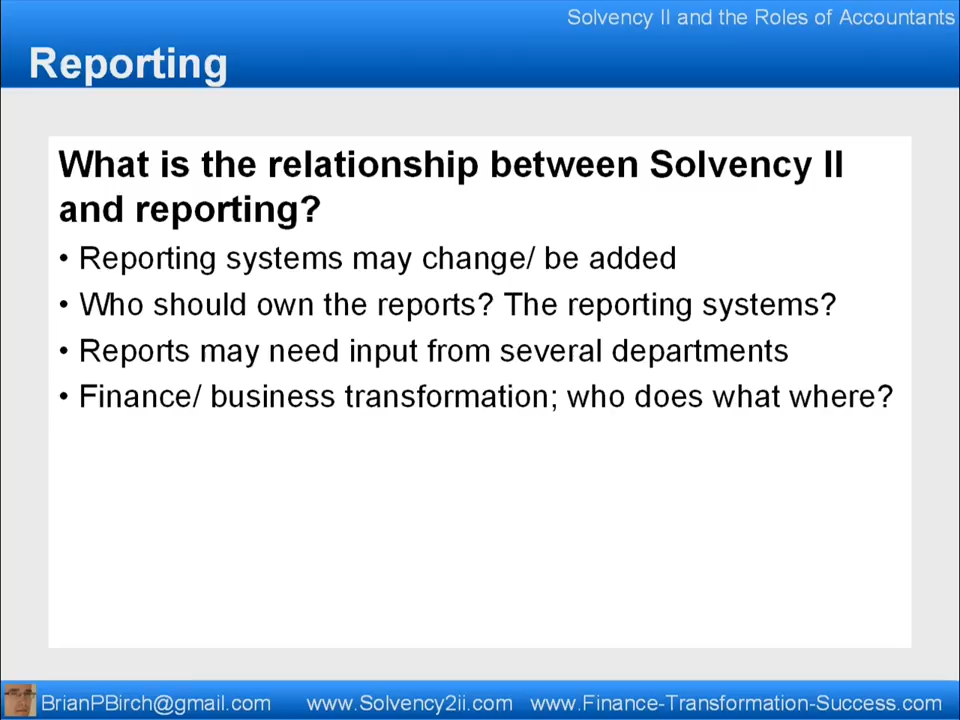 Solvency II and the Roles of Accountants
Reporting
What is the relationship between Solvency II
and reporting?
• Reporting systems may change/ be added
• Who should own the reports? The reporting systems?
• Reports may need input from several departments
• Finance/ business transformation; who does what where?
BrianPBirch@gmail.com www.Solvency2ii.com www.Finance-Transformation-Success.com